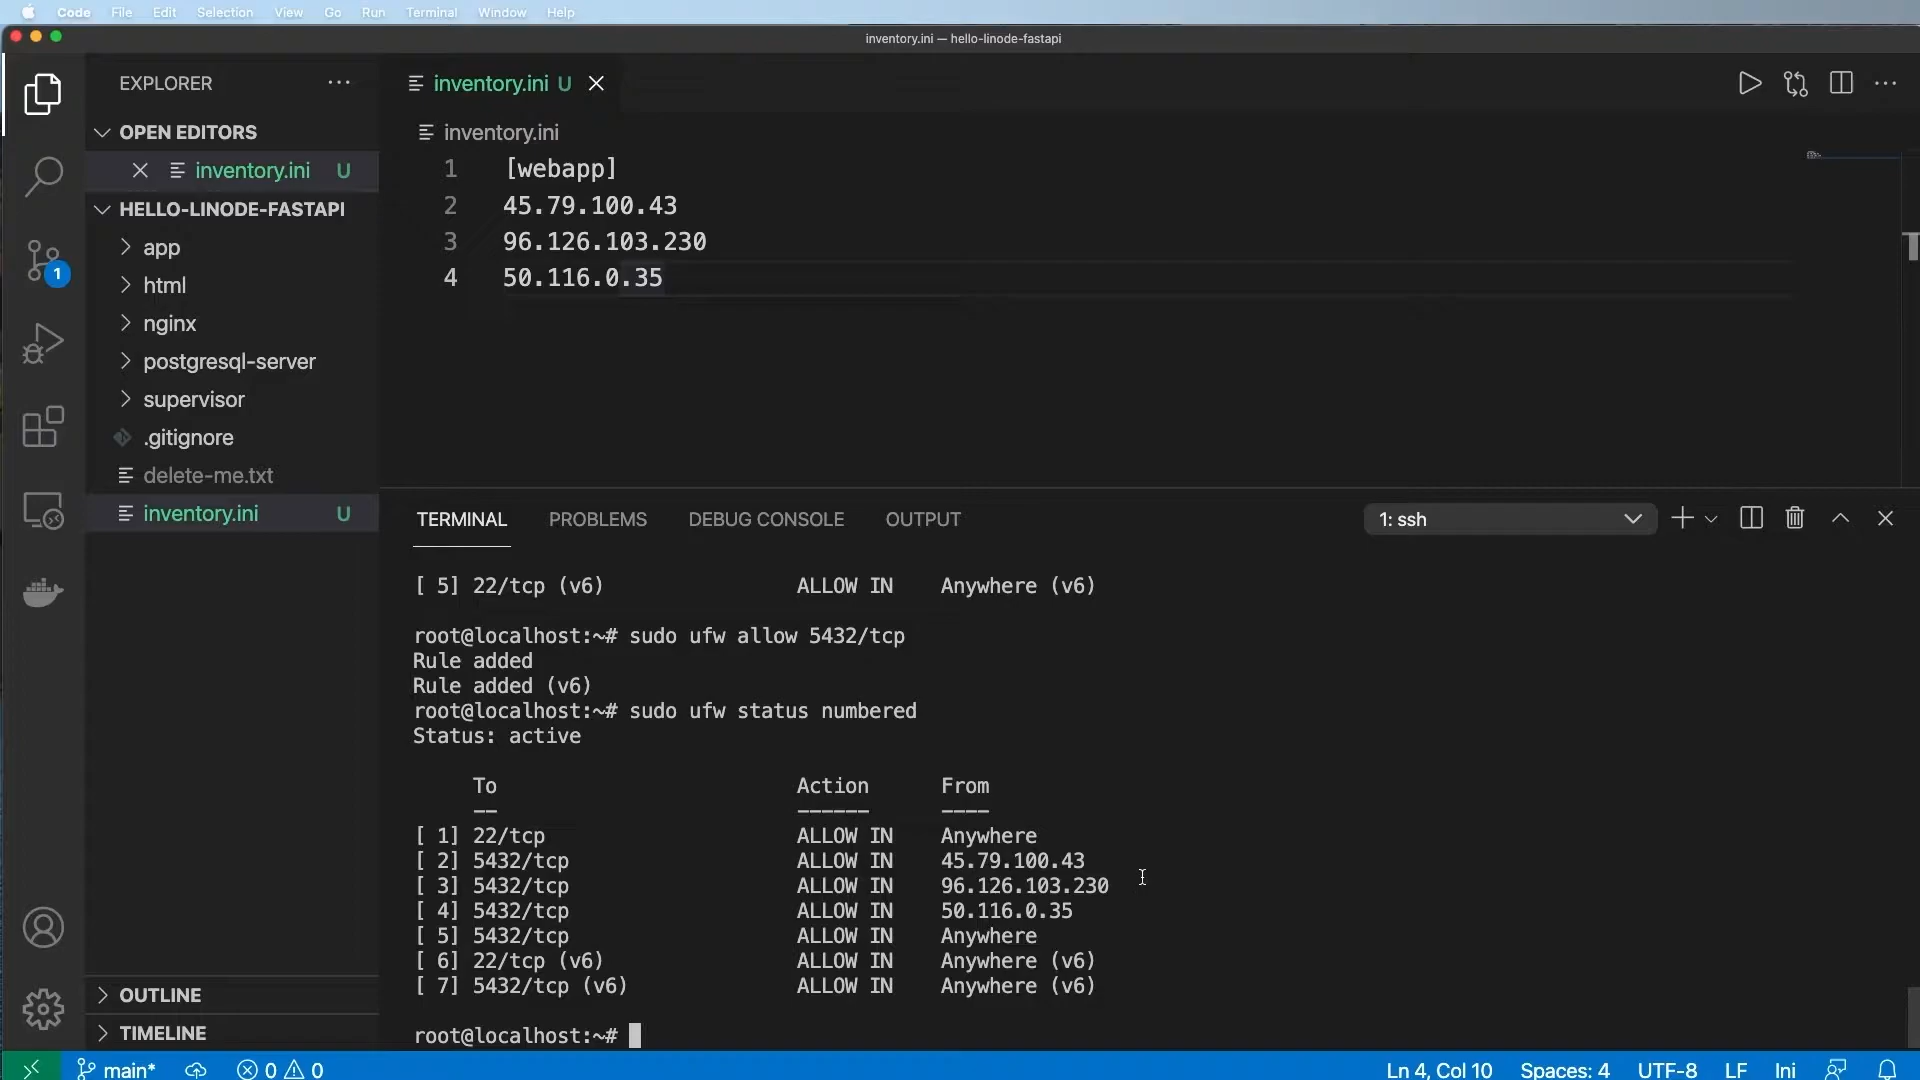 Code File Edit Selection View Go Run Terminal Window Help
inventory.ini — hello-linode-fastapi
EXPLORER
OPEN EDITORS
inventory.ini U
HELLO-LINODE-FASTAPI
app
html
nginx
postgresql-server
supervisor
.gitignore
delete-me.txt
inventory.ini U
OUTLINE
TIMELINE
1
inventory.ini U
inventory.ini
1 [webapp]
2 45.79.100.43
3 96.126.103.230
4 50.116.0.35
TERMINAL PROBLEMS DEBUG CONSOLE OUTPUT 1: ssh
[ 5] 22/tcp (v6) ALLOW IN Anywhere (v6)
root@localhost:~# sudo ufw allow 5432/tcp
Rule added
Rule added (v6)
root@localhost:~# sudo ufw status numbered
Status: active
To Action From
-- ------ ----
[ 1] 22/tcp ALLOW IN Anywhere
[ 2] 5432/tcp ALLOW IN 45.79.100.43
[ 3] 5432/tcp ALLOW IN 96.126.103.230
[ 4] 5432/tcp ALLOW IN 50.116.0.35
[ 5] 5432/tcp ALLOW IN Anywhere
[ 6] 22/tcp (v6) ALLOW IN Anywhere (v6)
[ 7] 5432/tcp (v6) ALLOW IN Anywhere (v6)
root@localhost:~#
main* 0 0 Ln 4, Col 10 Spaces: 4 UTF-8 LF Ini